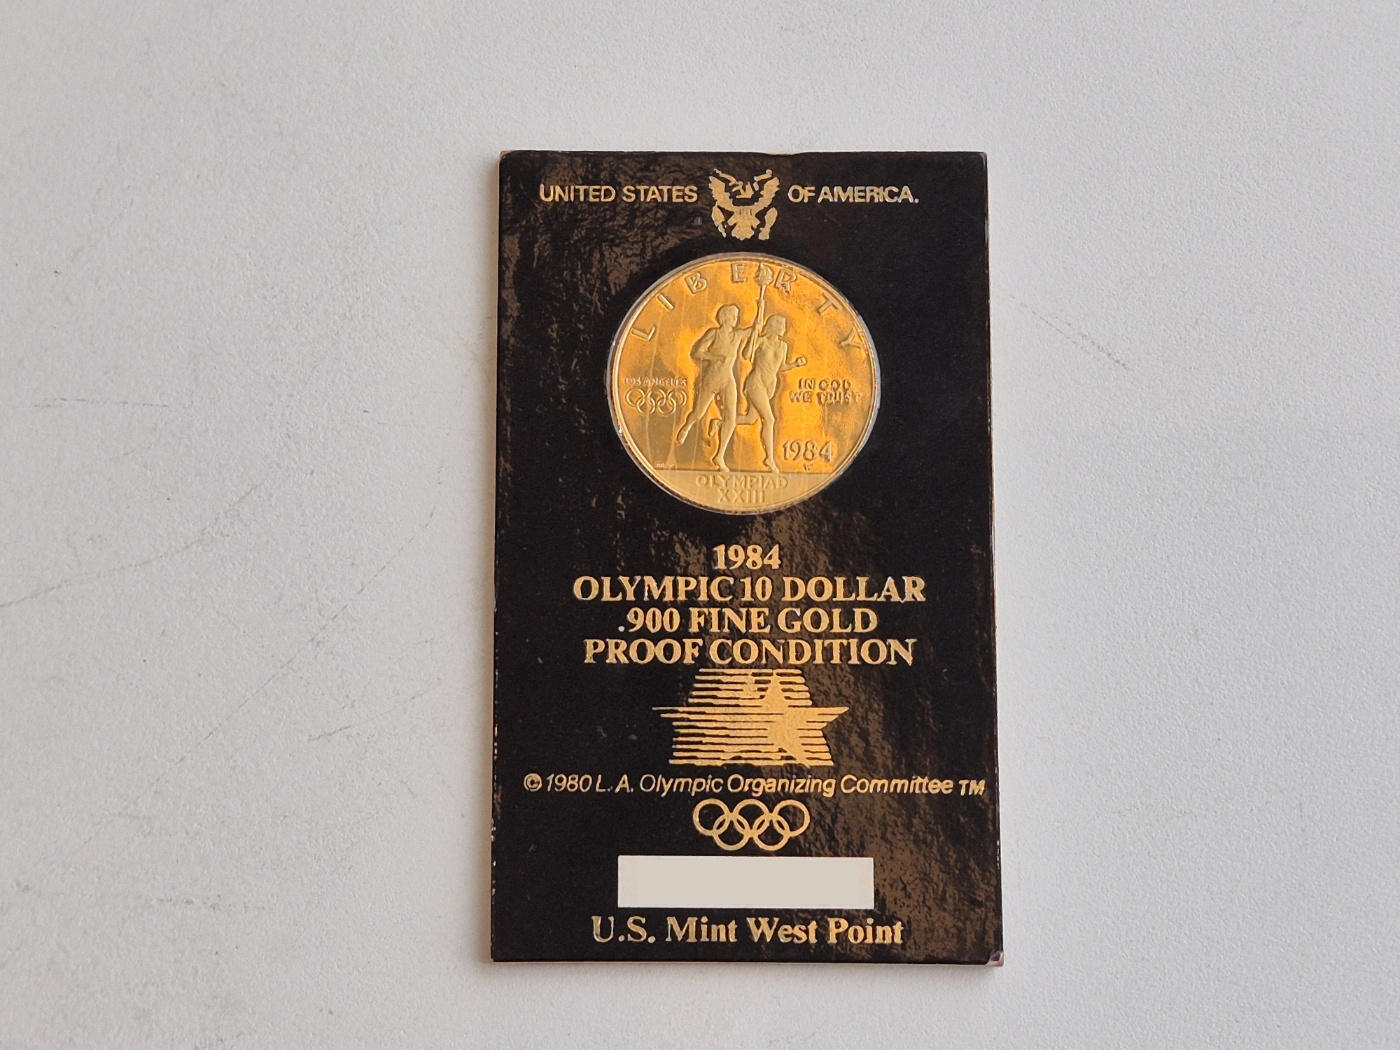 UNITED STATES OF AMERICA.
LIBERTY
LOS ANGELES
IN GOD
WE TRUST
1984
W
OLYMPIAD
XXIII
1984
OLYMPIC 10 DOLLAR
.900 FINE GOLD
PROOF CONDITION
© 1980 L. A. Olympic Organizing Committee TM
U.S. Mint West Point